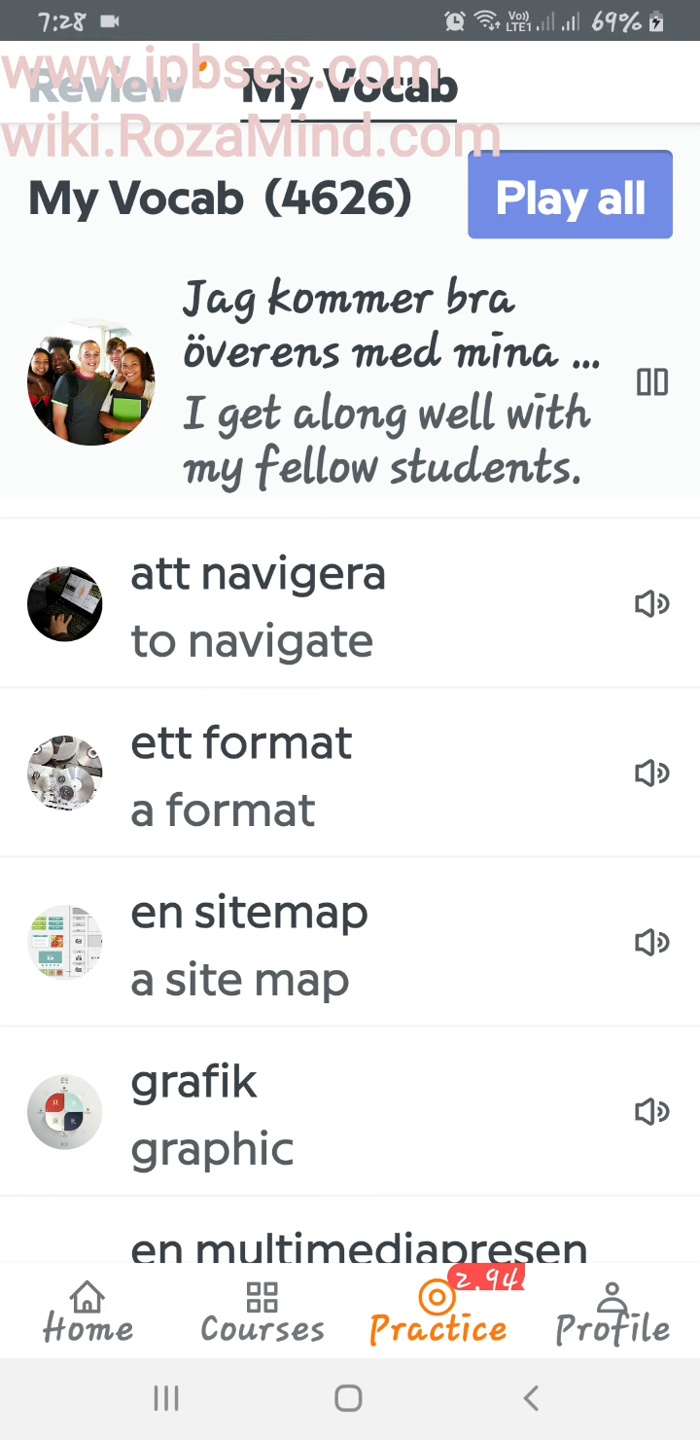 7:28
Vo))
LTE1
69%
www.ipbses.com
Review
My Vocab
wiki.RozaMind.com
My Vocab (4626)
Play all
Jag kommer bra
överens med mina ...
I get along well with
my fellow students.
att navigera
to navigate
ett format
a format
en sitemap
a site map
grafik
graphic
en multimediapresen
2,94
Home
Courses
Practice
Profile